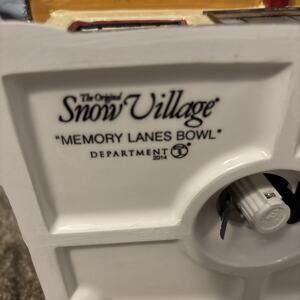 The Original
Snow Village®
"MEMORY LANES BOWL"
DEPARTMENT 56®
2014